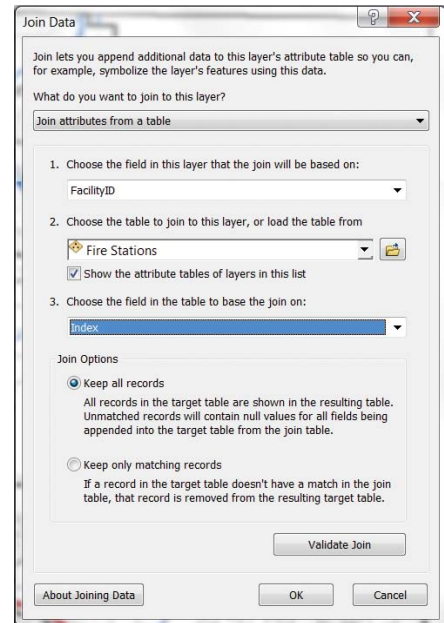 Join Data
Join lets you append additional data to this layer's attribute table so you can,
for example, symbolize the layer's features using this data.
What do you want to join to this layer?
Join attributes from a table
1. Choose the field in this layer that the join will be based on:
FacilityID
2. Choose the table to join to this layer, or load the table from
Fire Stations
Show the attribute tables of layers in this list
3. Choose the field in the table to base the join on:
Index
Join Options
Keep all records
All records in the target table are shown in the resulting table.
Unmatched records will contain null values for all fields being
appended into the target table from the join table.
Keep only matching records
If a record in the target table doesn't have a match in the join
table, that record is removed from the resulting target table.
Validate Join
About Joining Data OK Cancel